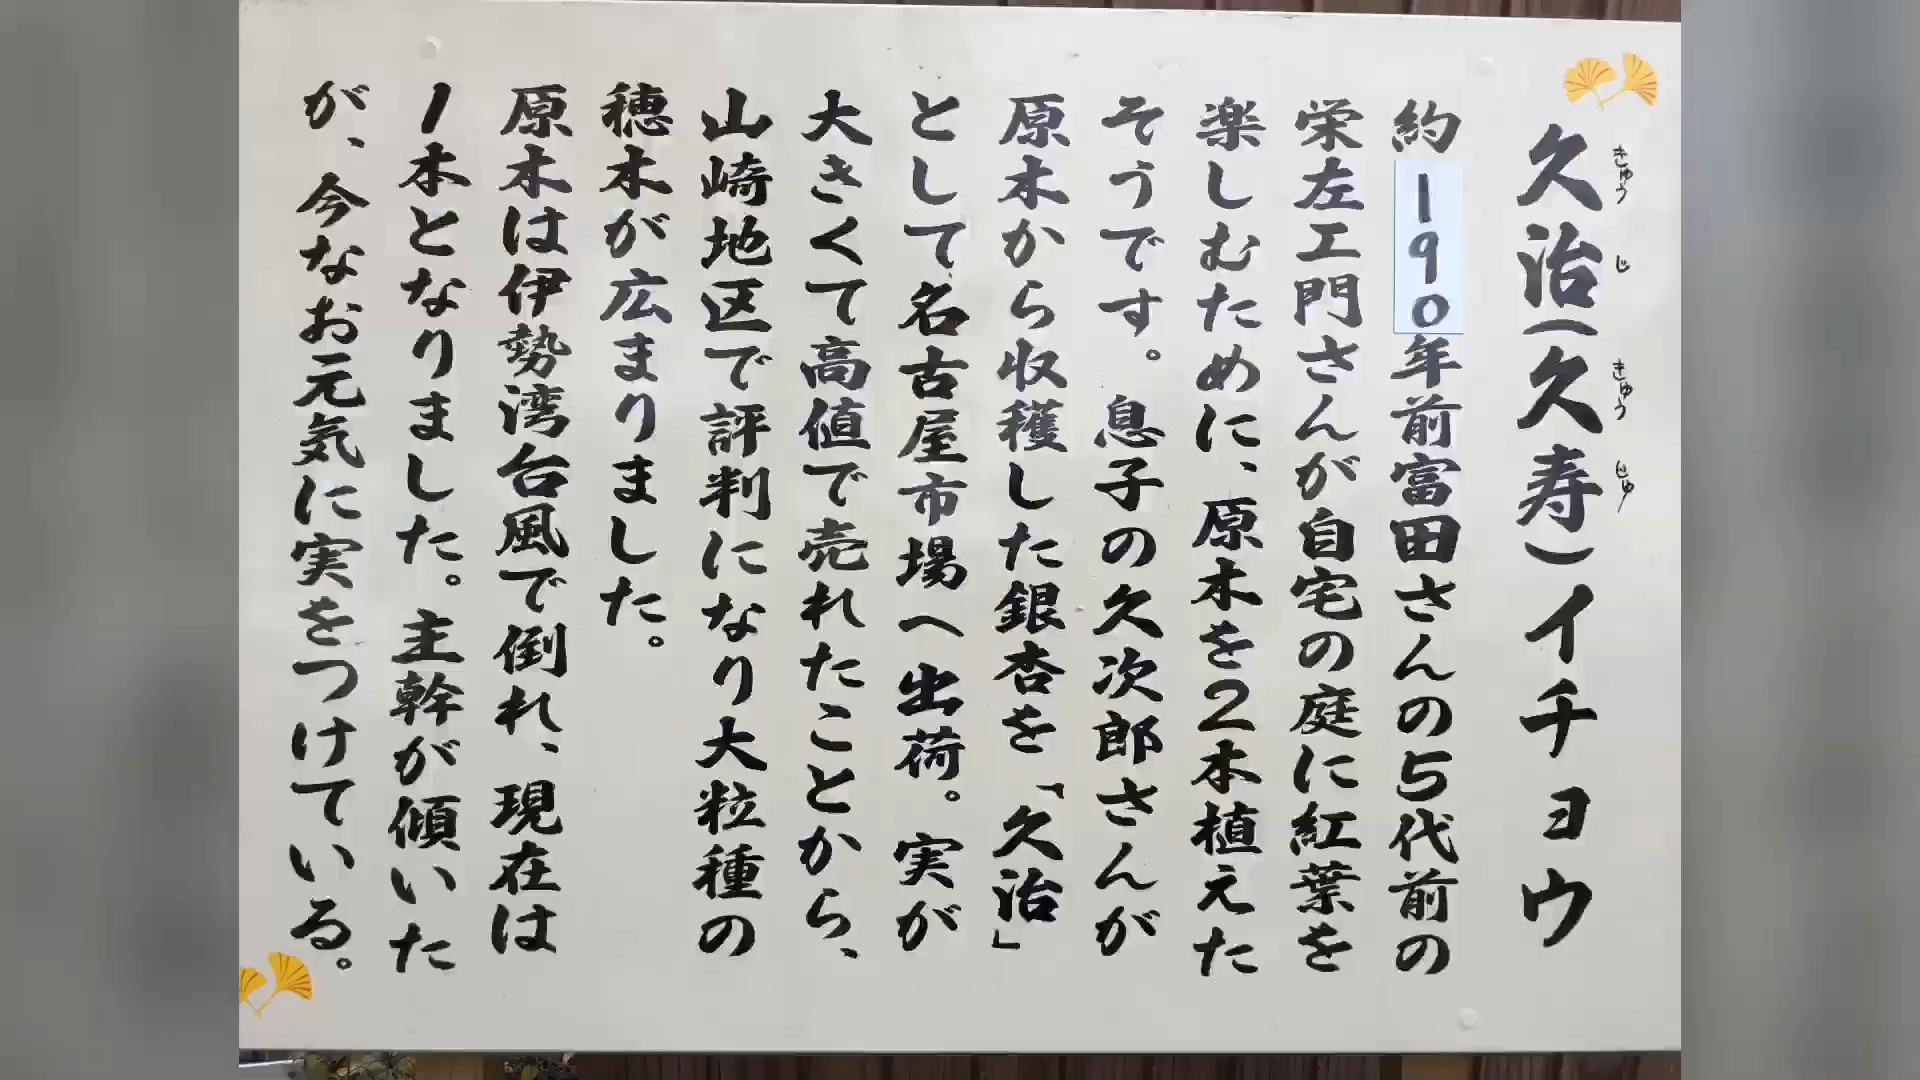 久治(久寿)イチョウ
きゅう じ きゅう じゅ
約190年前富田さんの5代前の
栄左エ門さんが自宅の庭に紅葉を
楽しむために、原木を2本植えた
そうです。息子の久次郎さんが
原木から収穫した銀杏を「久治」
として名古屋市場へ出荷。実が
大きくて高値で売れたことから、
山崎地区で評判になり大粒種の
穂木が広まりました。
原木は伊勢湾台風で倒れ、現在は
1本となりました。主幹が傾いた
が、今なお元気に実をつけている。